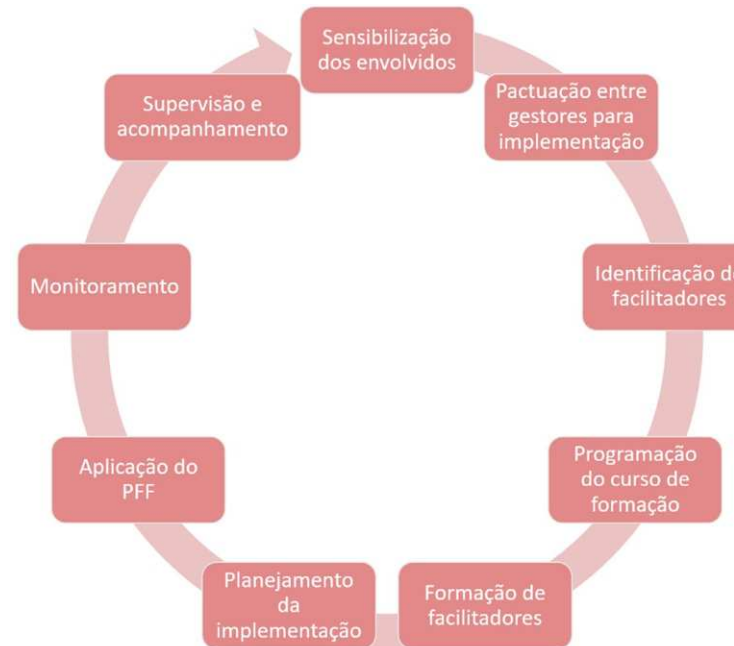 Sensibilização
dos envolvidos
Pactuação entre
gestores para
implementação
Identificação de
facilitadores
Programação
do curso de
formação
Formação de
facilitadores
Planejamento
da
implementação
Aplicação do
PFF
Monitoramento
Supervisão e
acompanhamento